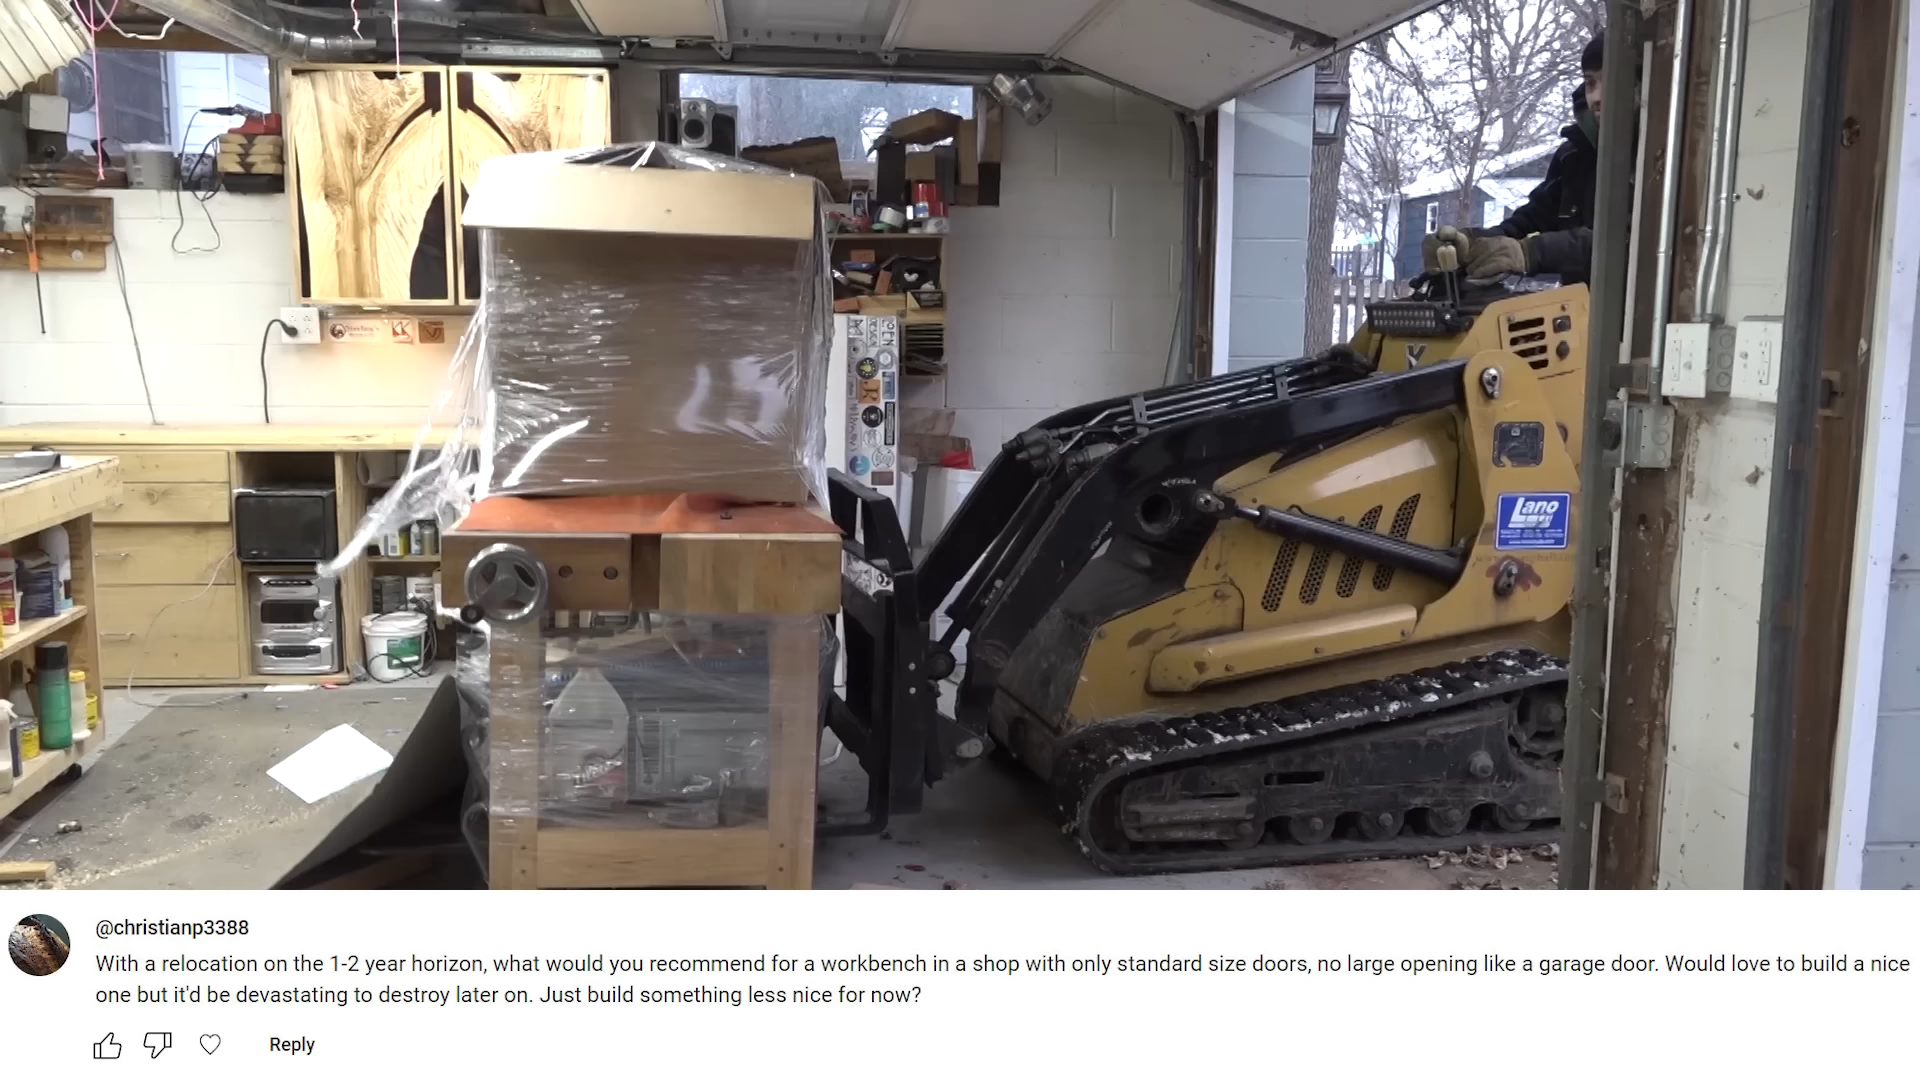 OPEN
KK
Lano
@christianp3388
With a relocation on the 1-2 year horizon, what would you recommend for a workbench in a shop with only standard size doors, no large opening like a garage door. Would love to build a nice
one but it'd be devastating to destroy later on. Just build something less nice for now?
Reply